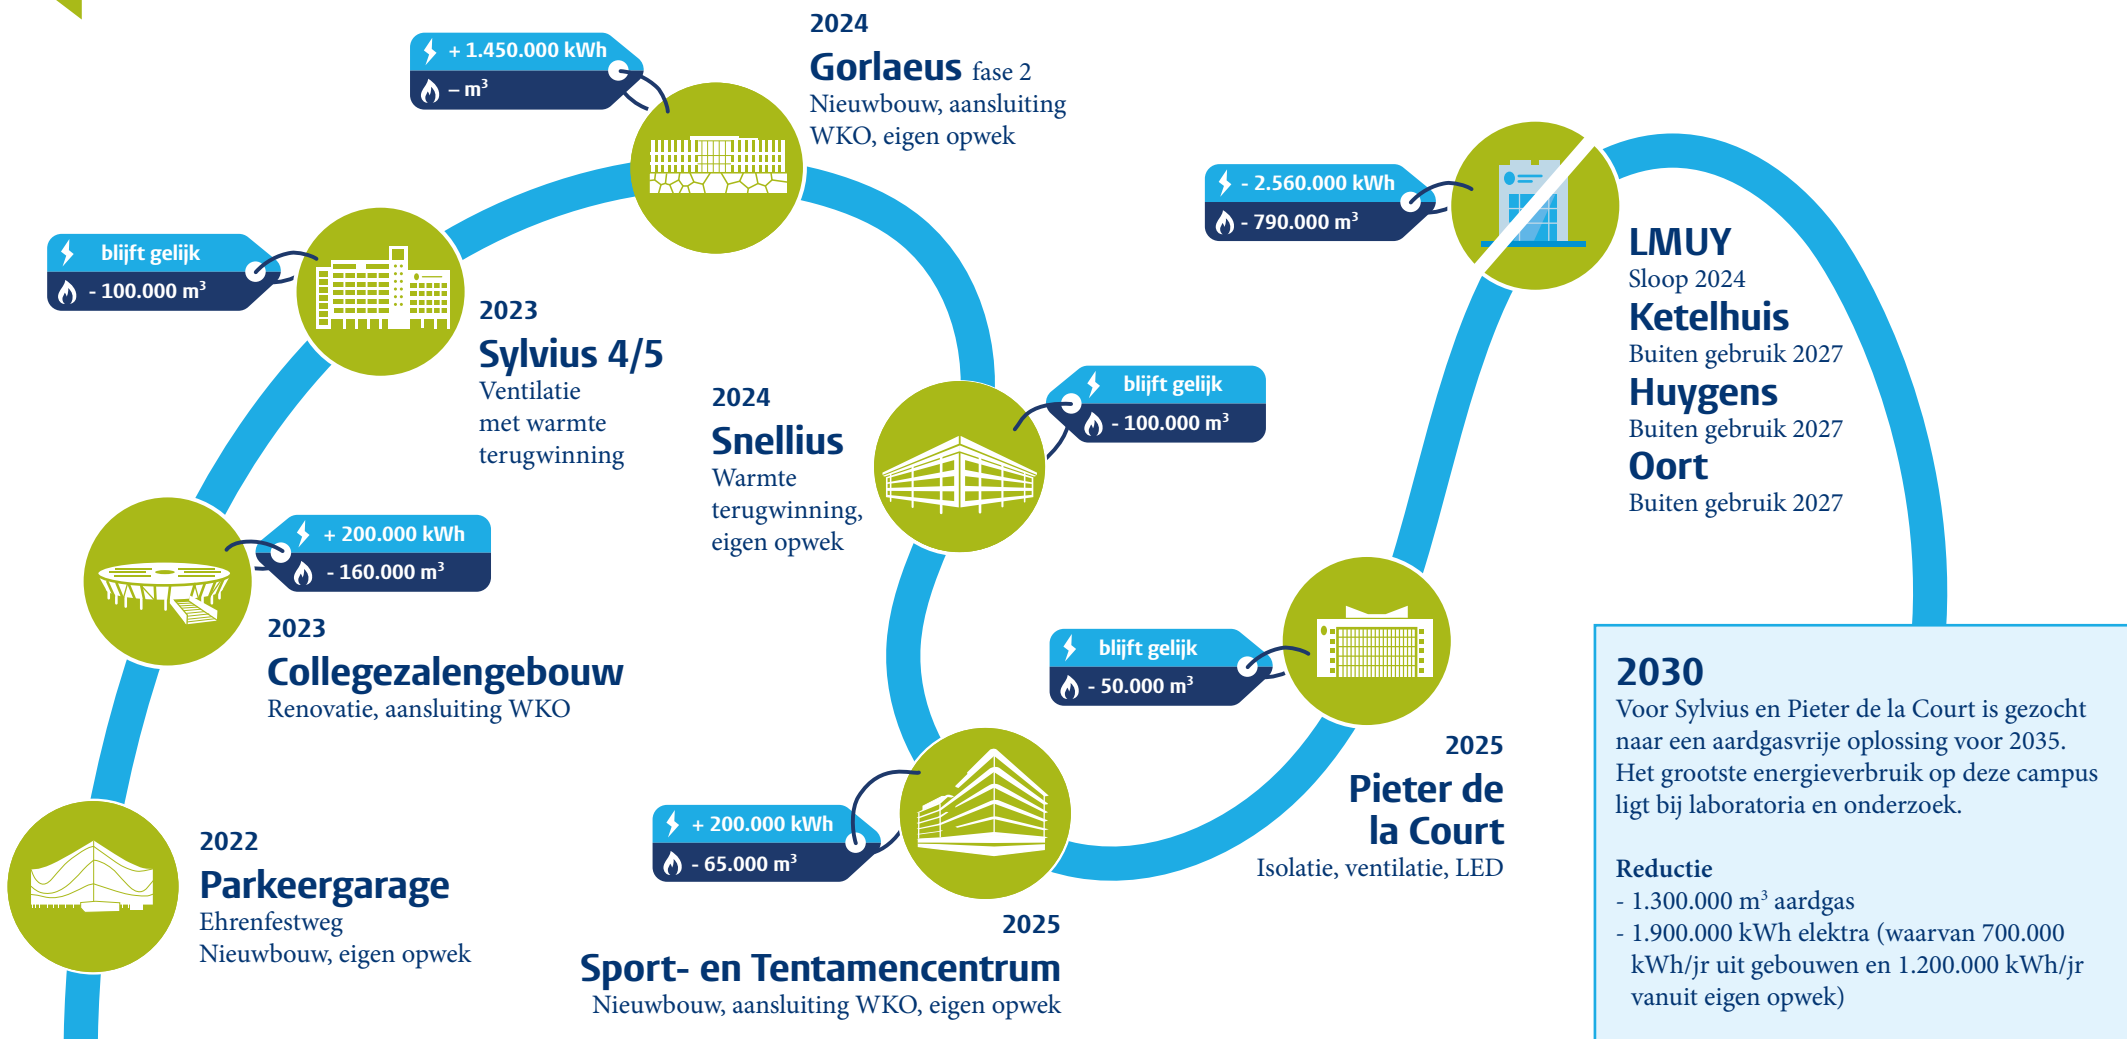 + 1.450.000 kWh
– m³
2024
Gorlaeus fase 2
Nieuwbouw, aansluiting
WKO, eigen opwek
blijft gelijk
- 100.000 m³
2023
Sylvius 4/5
Ventilatie
met warmte
terugwinning
+ 200.000 kWh
- 160.000 m³
2023
Collegezalengebouw
Renovatie, aansluiting WKO
2022
Parkeergarage
Ehrenfestweg
Nieuwbouw, eigen opwek
2024
Snellius
Warmte
terugwinning,
eigen opwek
blijft gelijk
- 100.000 m³
+ 200.000 kWh
- 65.000 m³
2025
Sport- en Tentamencentrum
Nieuwbouw, aansluiting WKO, eigen opwek
blijft gelijk
- 50.000 m³
2025
Pieter de
la Court
Isolatie, ventilatie, LED
- 2.560.000 kWh
- 790.000 m³
LMUY
Sloop 2024
Ketelhuis
Buiten gebruik 2027
Huygens
Buiten gebruik 2027
Oort
Buiten gebruik 2027
2030
Voor Sylvius en Pieter de la Court is gezocht
naar een aardgasvrije oplossing voor 2035.
Het grootste energieverbruik op deze campus
ligt bij laboratoria en onderzoek.
Reductie
- 1.300.000 m³ aardgas
- 1.900.000 kWh elektra (waarvan 700.000
kWh/jr uit gebouwen en 1.200.000 kWh/jr
vanuit eigen opwek)